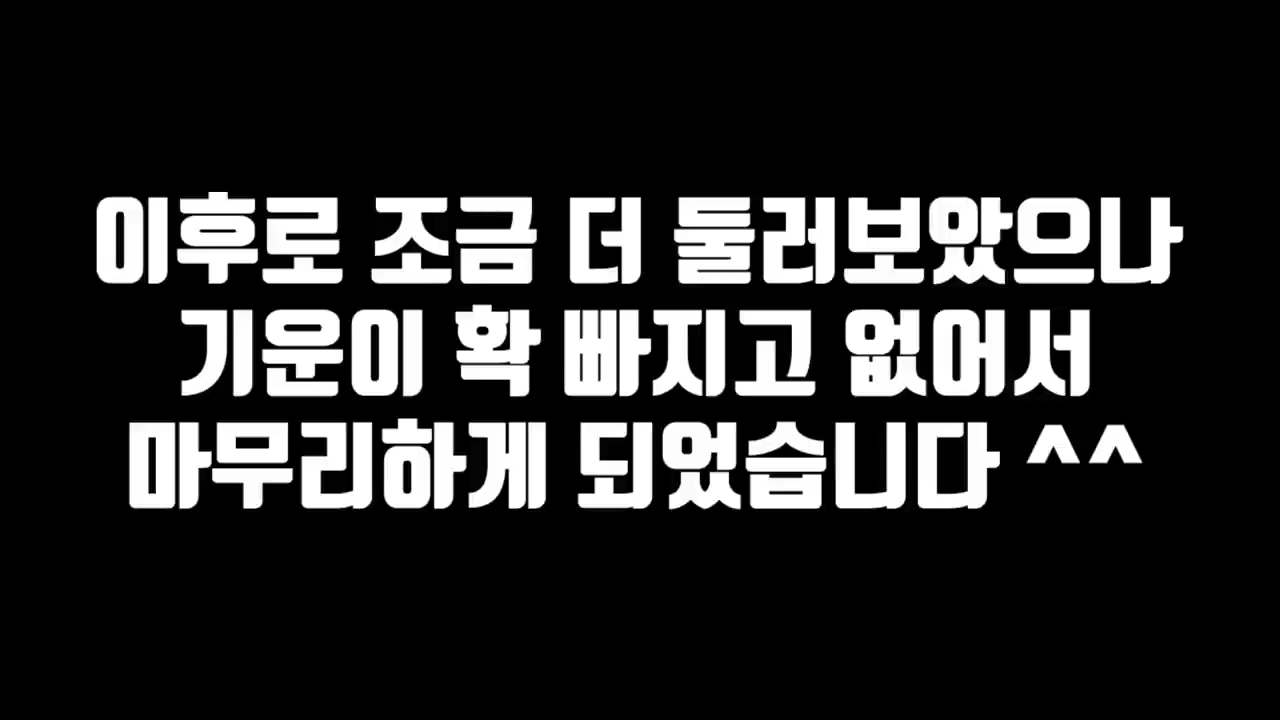 이후로 조금 더 둘러보았으나
기운이 확 빠지고 없어서
마무리하게 되었습니다 ^^